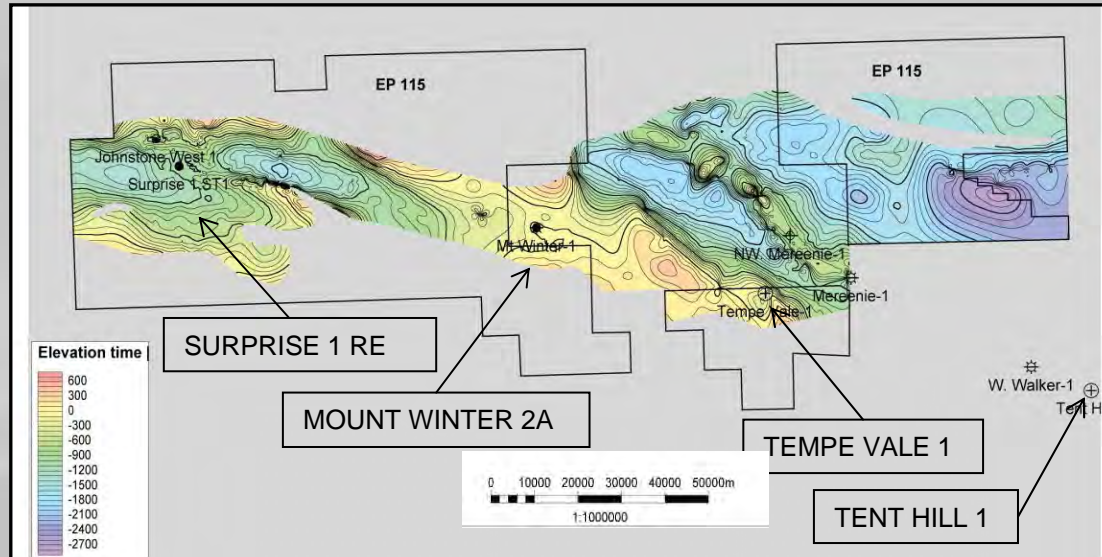 EP 115
EP 115
Johnstone West 1
Surprise 1 ST1
Mt Winter-1
NW. Mereenie-1
Mereenie-1
Tempe Vale-1
SURPRISE 1 RE
W. Walker-1
Tent H
MOUNT WINTER 2A
TEMPE VALE 1
TENT HILL 1
Elevation time
600
300
0
-300
-600
-900
-1200
-1500
-1800
-2100
-2400
-2700
0 10000 20000 30000 40000 50000m
1:1000000